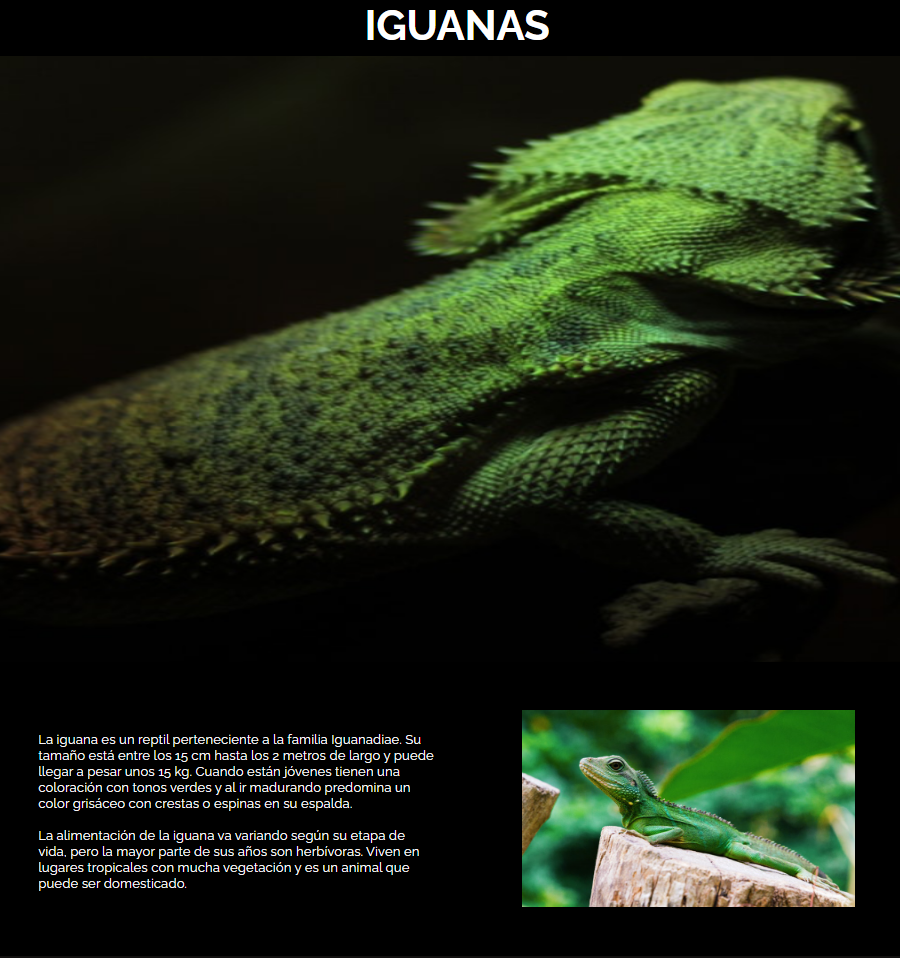 IGUANAS
La iguana es un reptil perteneciente a la familia Iguanadiae. Su
tamaño está entre los 15 cm hasta los 2 metros de largo y puede
llegar a pesar unos 15 kg. Cuando están jóvenes tienen una
coloración con tonos verdes y al ir madurando predomina un
color grisáceo con crestas o espinas en su espalda.
La alimentación de la iguana va variando según su etapa de
vida, pero la mayor parte de sus años son herbívoras. Viven en
lugares tropicales con mucha vegetación y es un animal que
puede ser domesticado.